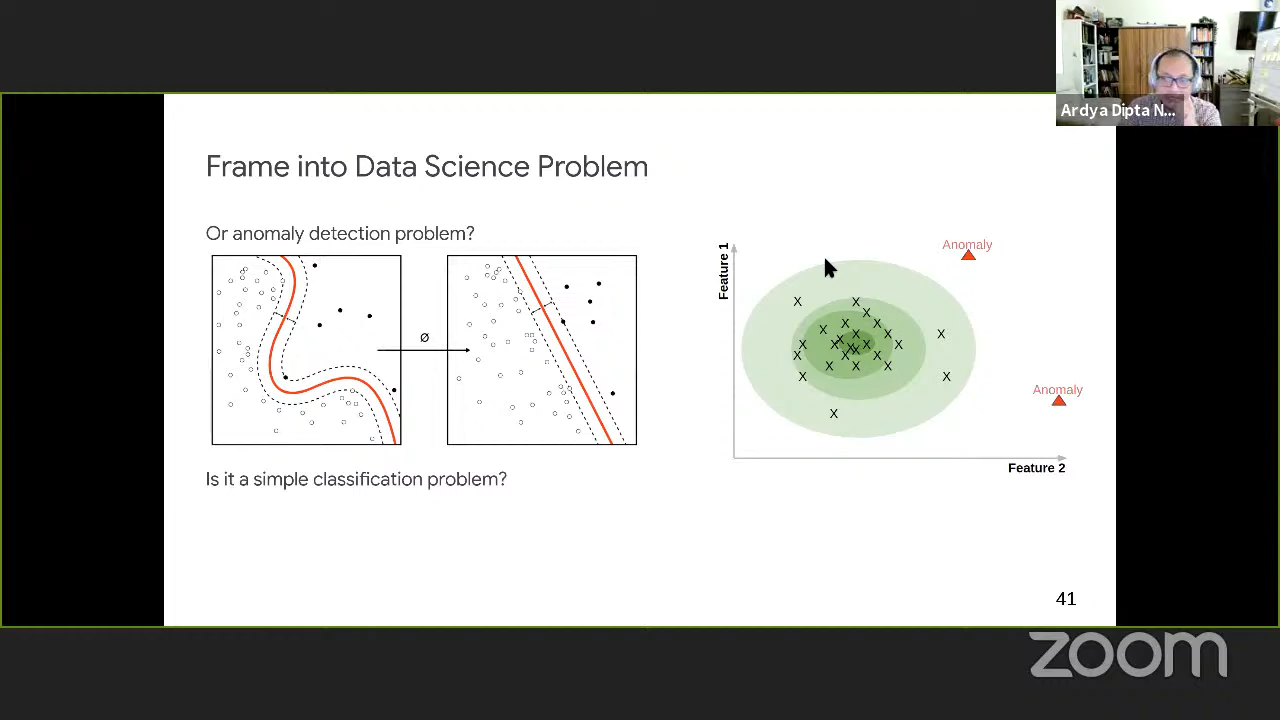 Ardya Dipta N...
Frame into Data Science Problem
Or anomaly detection problem?
Ø
Is it a simple classification problem?
Feature 1
Anomaly
Anomaly
Feature 2
41
zoom